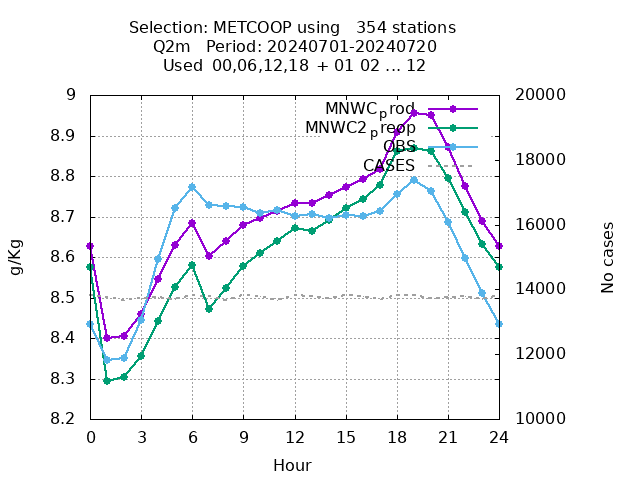 Selection: METCOOP using 354 stations
Q2m Period: 20240701-20240720
Used 00,06,12,18 + 01 02 ... 12
9 20000
MNWCprod
8.9 MNWC2preop
OBS
18000
CASES
8.8
8.7 16000
g/Kg
8.6
No cases
8.5 14000
8.4
12000
8.3
8.2 10000
0 3 6 9 12 15 18 21 24
Hour